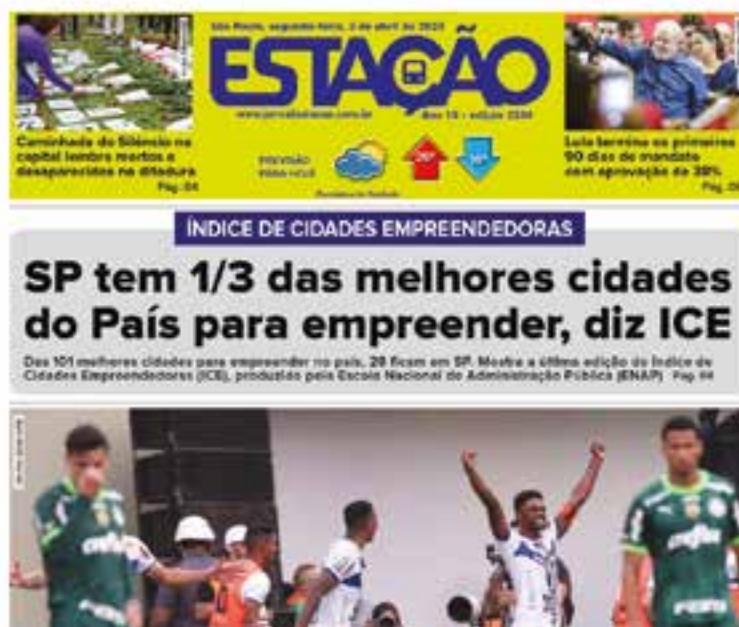 São Paulo, segunda-feira, 3 de abril de 2023
ESTAÇÃO
Ano 15 - edição
Caminhada do Silêncio na
capital lembra mortos e
desaparecidos na ditadura
Pág. 04
PREVISÃO
PARA HOJE
Lula termina os primeiros
90 dias de mandato
com aprovação de 38%
Pág.
ÍNDICE DE CIDADES EMPREENDEDORAS
SP tem 1/3 das melhores cidades
do País para empreender, diz ICE
Das 101 melhores cidades para empreender no país, 28 ficam em SP. Mostra a última edição do Índice de
Cidades Empreendedoras (ICE), produzido pela Escola Nacional de Administração Pública (ENAP) Pág. 04